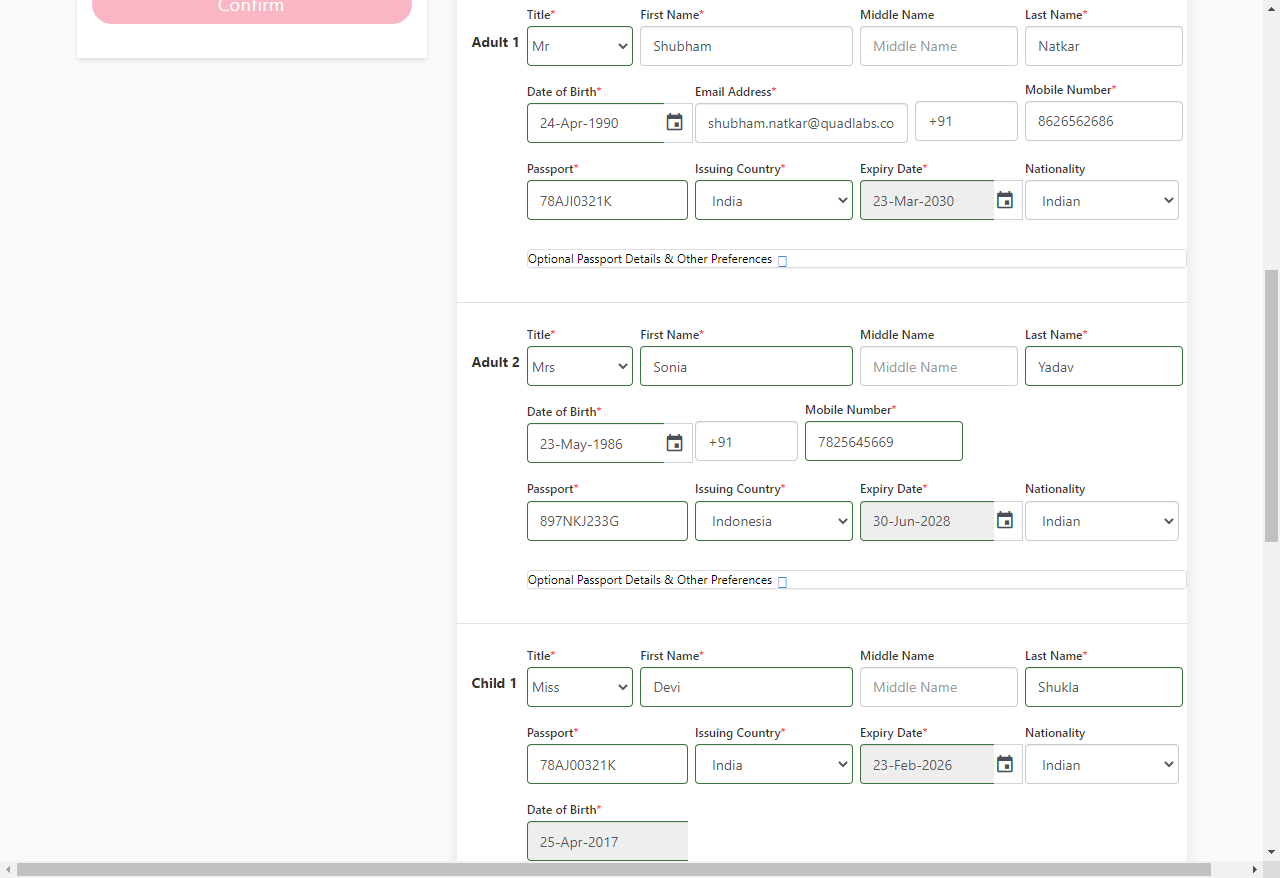 Confirm
Title* First Name* Middle Name Last Name*
Adult 1 Mr Shubham Middle Name Natkar
Date of Birth* Email Address* Mobile Number*
24-Apr-1990 shubham.natkar@quadlabs.co +91 8626562686
Passport* Issuing Country* Expiry Date* Nationality
78AJI0321K India 23-Mar-2030 Indian
Optional Passport Details & Other Preferences
Title* First Name* Middle Name Last Name*
Adult 2 Mrs Sonia Middle Name Yadav
Date of Birth* Mobile Number*
23-May-1986 +91 7825645669
Passport* Issuing Country* Expiry Date* Nationality
897NKJ233G Indonesia 30-Jun-2028 Indian
Optional Passport Details & Other Preferences
Title* First Name* Middle Name Last Name*
Child 1 Miss Devi Middle Name Shukla
Passport* Issuing Country* Expiry Date* Nationality
78AJ00321K India 23-Feb-2026 Indian
Date of Birth*
25-Apr-2017